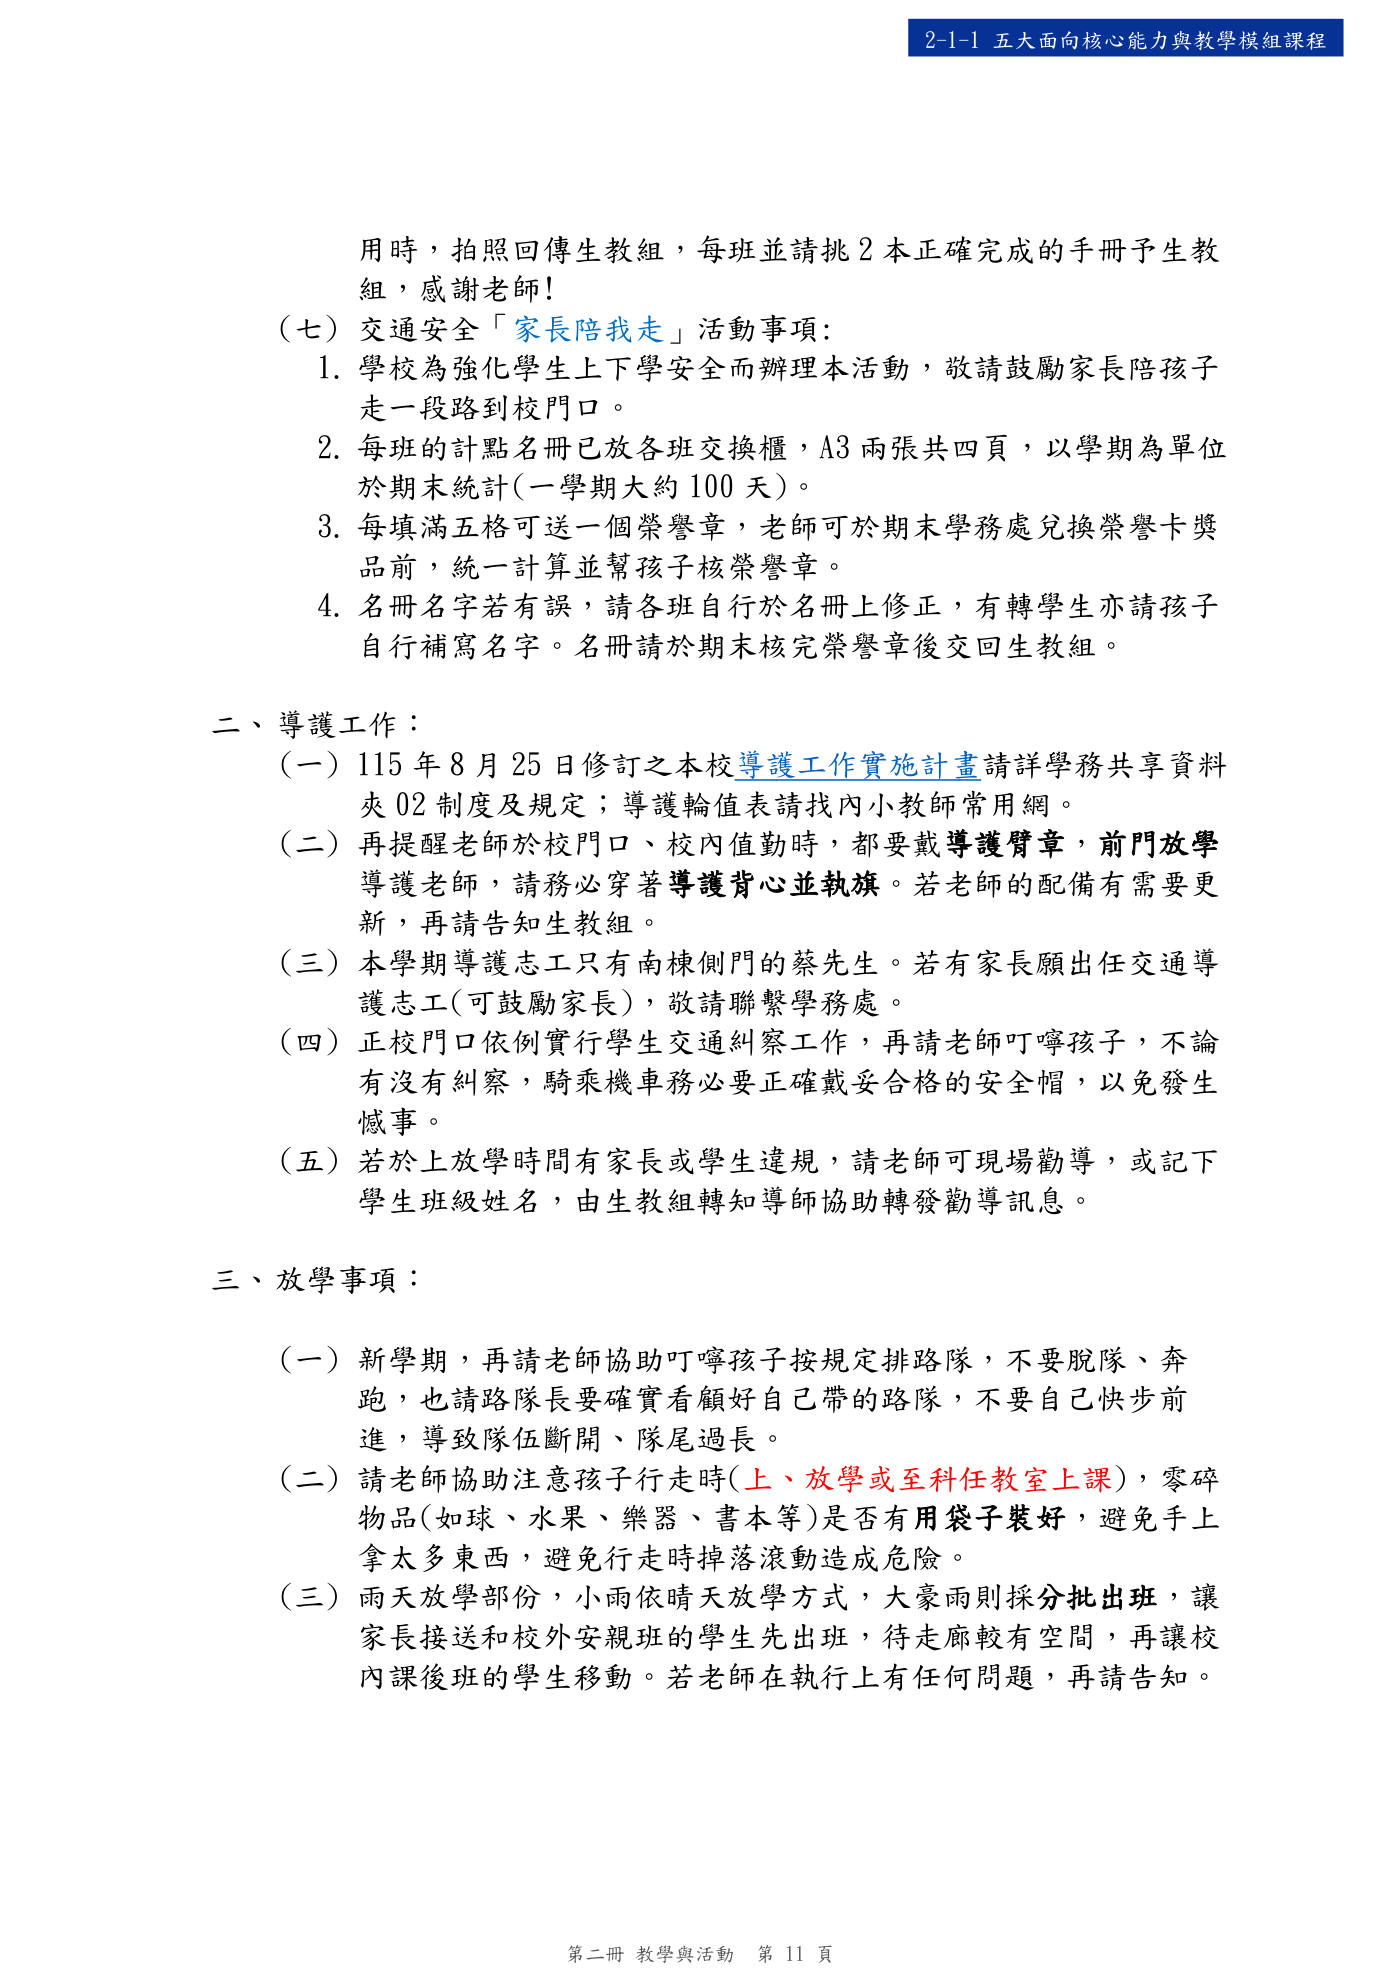 2-1-1 五大面向核心能力與教學模組課程
用時，拍照回傳生教組，每班並請挑 2 本正確完成的手冊予生教
組，感謝老師!
（七）交通安全「家長陪我走」活動事項:
1. 學校為強化學生上下學安全而辦理本活動，敬請鼓勵家長陪孩子
走一段路到校門口。
2. 每班的計點名冊已放各班交換櫃，A3 兩張共四頁，以學期為單位
於期末統計(一學期大約 100 天)。
3. 每填滿五格可送一個榮譽章，老師可於期末學務處兌換榮譽卡獎
品前，統一計算並幫孩子核榮譽章。
4. 名冊名字若有誤，請各班自行於名冊上修正，有轉學生亦請孩子
自行補寫名字。名冊請於期末核完榮譽章後交回生教組。
二、導護工作：
（一）115 年 8 月 25 日修訂之本校導護工作實施計畫請詳學務共享資料
夾 02 制度及規定；導護輪值表請找內小教師常用網。
（二）再提醒老師於校門口、校內值勤時，都要戴導護臂章，前門放學
導護老師，請務必穿著導護背心並執旗。若老師的配備有需要更
新，再請告知生教組。
（三）本學期導護志工只有南棟側門的蔡先生。若有家長願出任交通導
護志工(可鼓勵家長)，敬請聯繫學務處。
（四）正校門口依例實行學生交通糾察工作，再請老師叮嚀孩子，不論
有沒有糾察，騎乘機車務必要正確戴妥合格的安全帽，以免發生
憾事。
（五）若於上放學時間有家長或學生違規，請老師可現場勸導，或記下
學生班級姓名，由生教組轉知導師協助轉發勸導訊息。
三、放學事項：
（一）新學期，再請老師協助叮嚀孩子按規定排路隊，不要脫隊、奔
跑，也請路隊長要確實看顧好自己帶的路隊，不要自己快步前
進，導致隊伍斷開、隊尾過長。
（二）請老師協助注意孩子行走時(上、放學或至科任教室上課)，零碎
物品(如球、水果、樂器、書本等)是否有用袋子裝好，避免手上
拿太多東西，避免行走時掉落滾動造成危險。
（三）雨天放學部份，小雨依晴天放學方式，大豪雨則採分批出班，讓
家長接送和校外安親班的學生先出班，待走廊較有空間，再讓校
內課後班的學生移動。若老師在執行上有任何問題，再請告知。
第二冊 教學與活動 第 11 頁